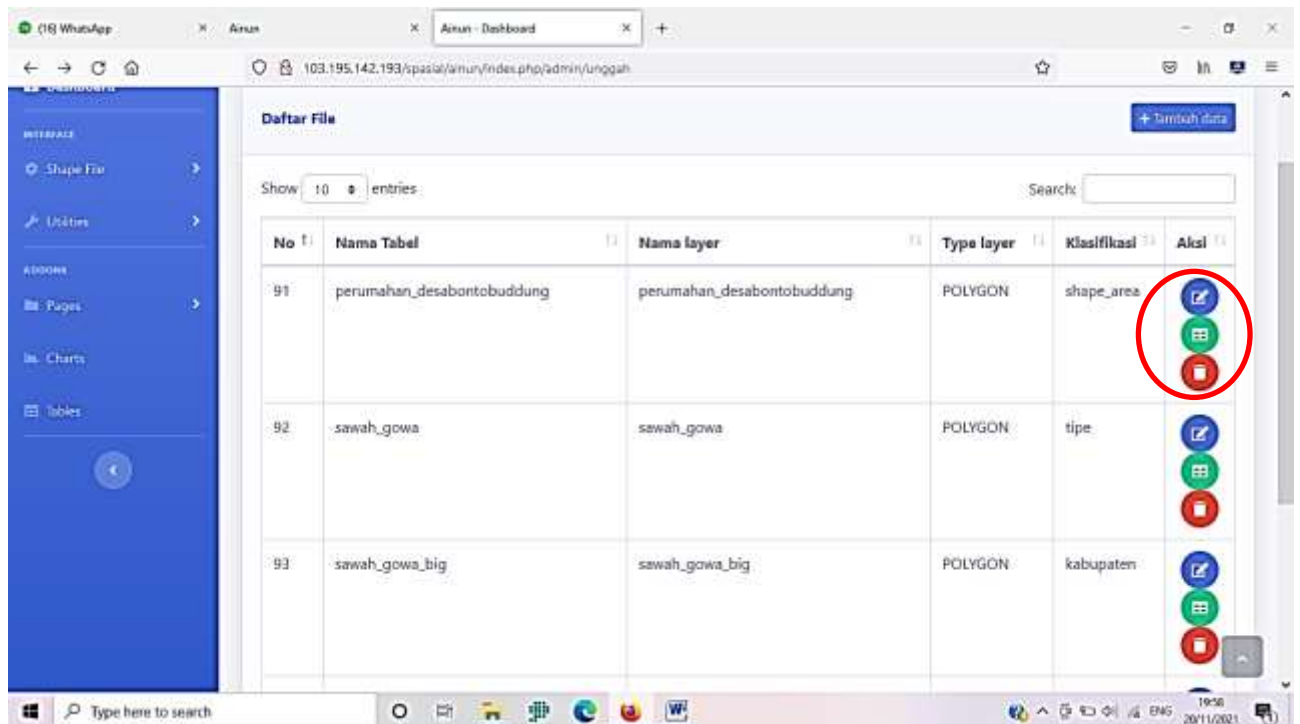 (16) WhatsApp
Ainun
Ainun - Dashboard
103.195.142.193/spasial/ainun/index.php/admin/unggah
Dashboard
INTERFACE
Shape File
Utilities
ADDONS
Pages
Charts
Tables
Daftar File
+ Tambah data
Show 10 entries
Search:
No Nama Tabel Nama layer Type layer Klasifikasi Aksi
91 perumahan_desabontobuddung perumahan_desabontobuddung POLYGON shape_area
92 sawah_gowa sawah_gowa POLYGON tipe
93 sawah_gowa_big sawah_gowa_big POLYGON kabupaten
Type here to search
ENG
19:58
20/11/2021